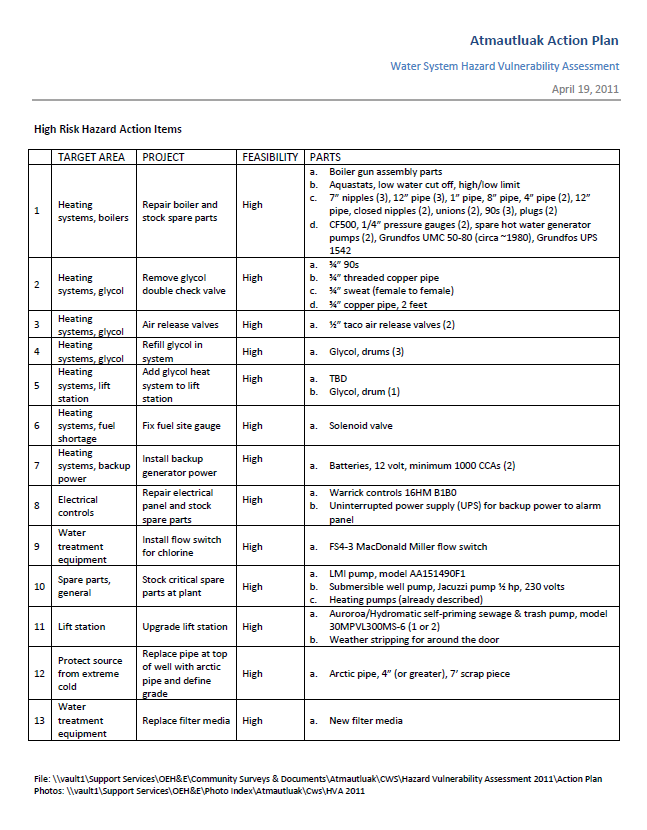 Atmautluak Action Plan
Water System Hazard Vulnerability Assessment
April 19, 2011
High Risk Hazard Action Items
TARGET AREA PROJECT FEASIBILITY PARTS
1 Heating systems, boilers Repair boiler and stock spare parts High
a. Boiler gun assembly parts
b. Aquastats, low water cut off, high/low limit
c. 7" nipples (3), 12" pipe (3), 1" pipe, 8" pipe, 4" pipe (2), 12"
pipe, closed nipples (2), unions (2), 90s (3), plugs (2)
d. CF500, 1/4" pressure gauges (2), spare hot water generator
pumps (2), Grundfos UMC 50-80 (circa ~1980), Grundfos UPS
1542
2 Heating systems, glycol Remove glycol double check valve High
a. ¾" 90s
b. ¾" threaded copper pipe
c. ¾" sweat (female to female)
d. ¾" copper pipe, 2 feet
3 Heating systems, glycol Air release valves High
a. ½" taco air release valves (2)
4 Heating systems, glycol Refill glycol in system High
a. Glycol, drums (3)
5 Heating systems, lift station Add glycol heat system to lift station High
a. TBD
b. Glycol, drum (1)
6 Heating systems, fuel shortage Fix fuel site gauge High
a. Solenoid valve
7 Heating systems, backup power Install backup generator power High
a. Batteries, 12 volt, minimum 1000 CCAs (2)
8 Electrical controls Repair electrical panel and stock spare parts High
a. Warrick controls 16HM B1B0
b. Uninterrupted power supply (UPS) for backup power to alarm
panel
9 Water treatment equipment Install flow switch for chlorine High
a. FS4-3 MacDonald Miller flow switch
10 Spare parts, general Stock critical spare parts at plant High
a. LMI pump, model AA151490F1
b. Submersible well pump, Jacuzzi pump ½ hp, 230 volts
c. Heating pumps (already described)
11 Lift station Upgrade lift station High
a. Auroroa/Hydromatic self-priming sewage & trash pump, model
30MPVL300MS-6 (1 or 2)
b. Weather stripping for around the door
12 Protect source from extreme cold Replace pipe at top of well with arctic pipe and define grade High
a. Arctic pipe, 4" (or greater), 7' scrap piece
13 Water treatment equipment Replace filter media High
a. New filter media
File: \\vault1\Support Services\OEH&E\Community Surveys & Documents\Atmautluak\CWS\Hazard Vulnerability Assessment 2011\Action Plan
Photos: \\vault1\Support Services\OEH&E\Photo Index\Atmautluak\Cws\HVA 2011